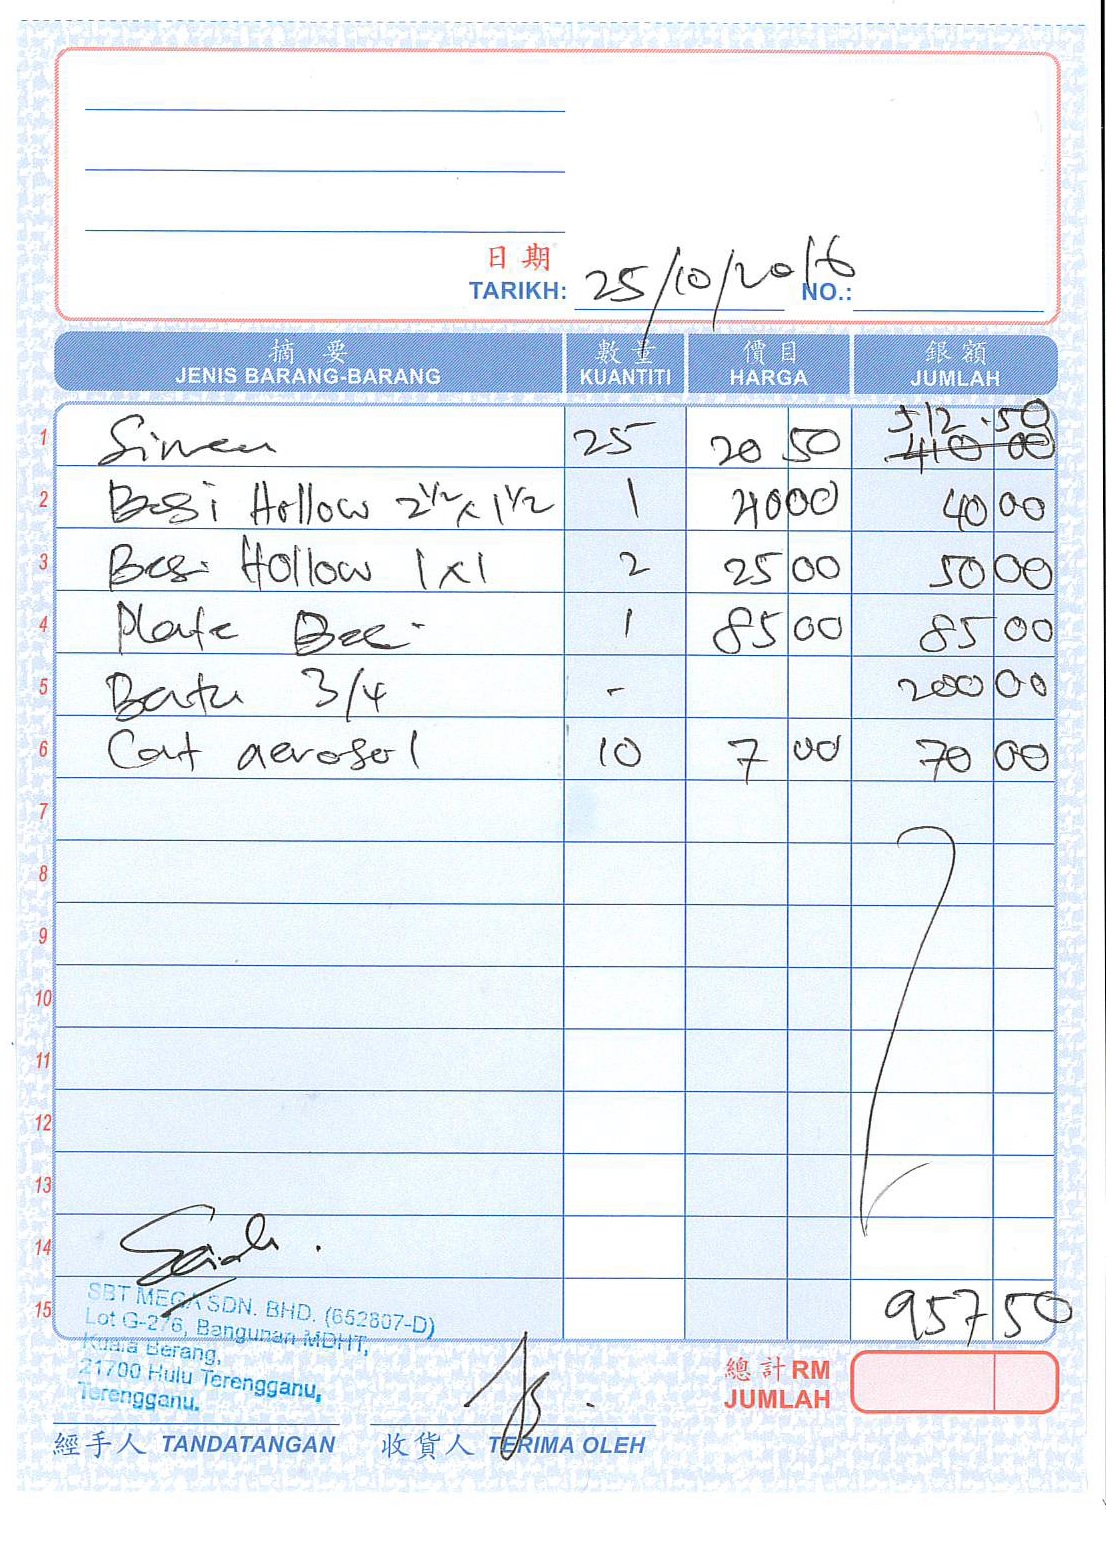 日期
TARIKH: 25/10/2016 NO.:
摘要 數量 價目 銀額
JENIS BARANG-BARANG KUANTITI HARGA JUMLAH
512.50
1 Simen 25 20 50 410 00
2 Besi Hollow 2½ x 1½ 1 40 00 40 00
3 Besi Hollow 1x1 2 25 00 50 00
4 Plate Besi 1 85 00 85 00
5 Batu 3/4 - 200 00
6 Cat aerosol 10 7 00 70 00
7
8
9
10
11
12
13
14
15 957 50
SBT MEGA SDN. BHD. (652807-D)
Lot G-276, Bangunan MDHT,
Kuala Berang,
21700 Hulu Terengganu,
Terengganu.
總計 RM
JUMLAH
經手人 TANDATANGAN 收貨人 TERIMA OLEH